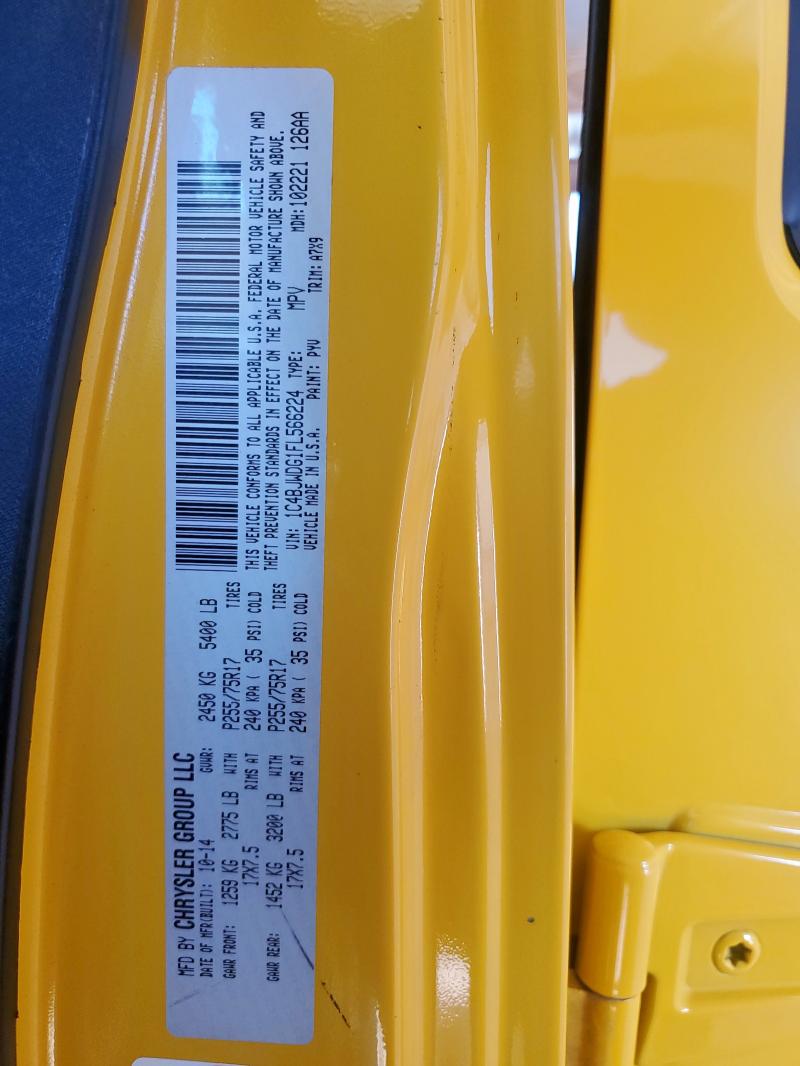 MFD BY CHRYSLER GROUP LLC
DATE OF MFR(BUILT): 10-14 GVWR: 2450 KG 5400 LB
GAWR FRONT: 1259 KG 2775 LB WITH P255/75R17 TIRES
17X7.5 RIMS AT 240 KPA ( 35 PSI) COLD
GAWR REAR: 1452 KG 3200 LB WITH P255/75R17 TIRES
17X7.5 RIMS AT 240 KPA ( 35 PSI) COLD
THIS VEHICLE CONFORMS TO ALL APPLICABLE U.S.A. FEDERAL MOTOR VEHICLE SAFETY AND
THEFT PREVENTION STANDARDS IN EFFECT ON THE DATE OF MANUFACTURE SHOWN ABOVE.
VIN: 1C4BJWDG1FL566224 TYPE: MPV MDH:102221 126AA
VEHICLE MADE IN U.S.A. PAINT: PYV TRIM: A7X9